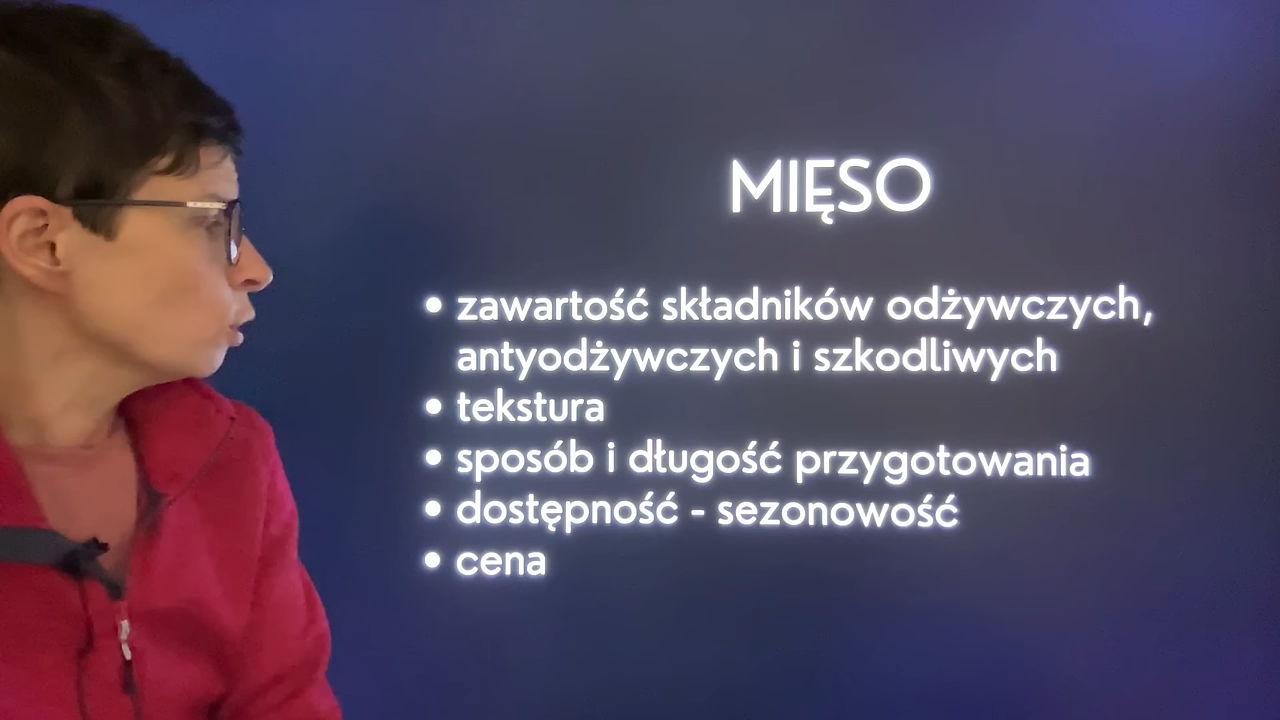 MIĘSO
• zawartość składników odżywczych,
antyodżywczych i szkodliwych
• tekstura
• sposób i długość przygotowania
• dostępność - sezonowość
• cena